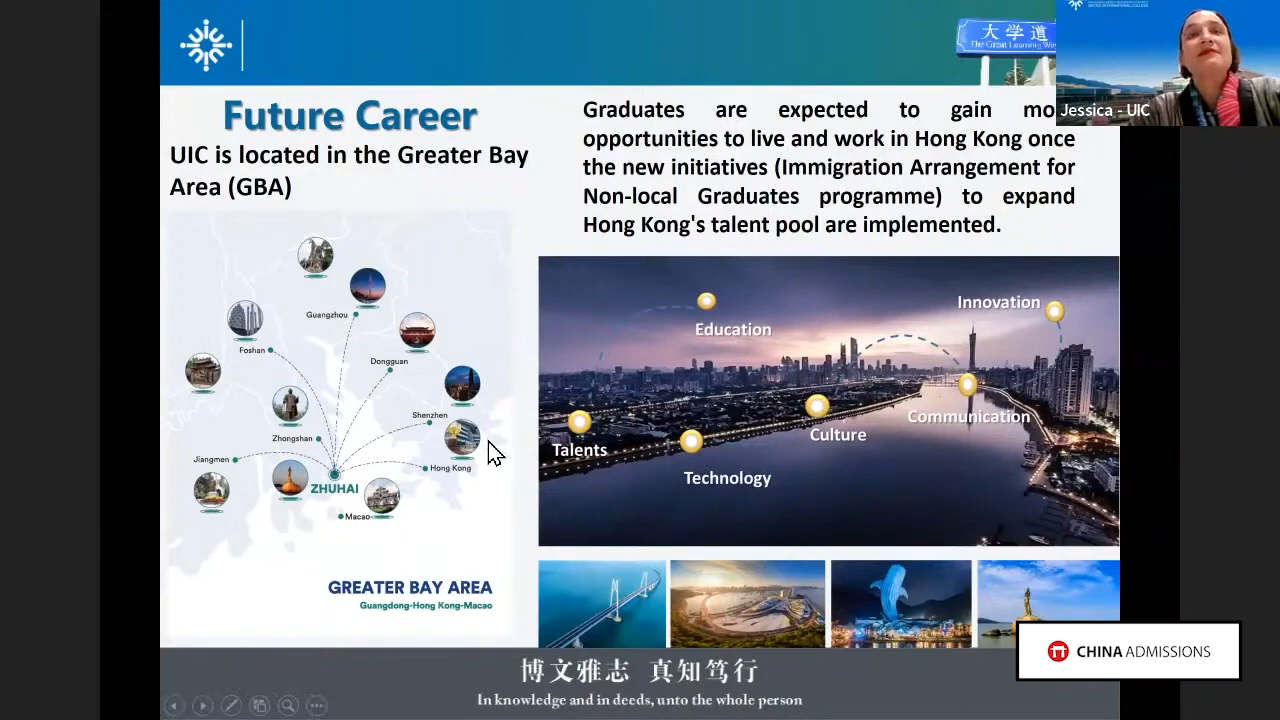 大学道
The Great Learning Way
UNITED INTERNATIONAL COLLEGE
Jessica - UIC
Future Career
UIC is located in the Greater Bay
Area (GBA)
Graduates are expected to gain mo
opportunities to live and work in Hong Kong once
the new initiatives (Immigration Arrangement for
Non-local Graduates programme) to expand
Hong Kong's talent pool are implemented.
Guangzhou
Foshan
Dongguan
Shenzhen
Zhongshan
Jiangmen
Hong Kong
ZHUHAI
Macao
GREATER BAY AREA
Guangdong-Hong Kong-Macao
Education
Innovation
Communication
Culture
Talents
Technology
CHINA ADMISSIONS
博文雅志 真知笃行
In knowledge and in deeds, unto the whole person